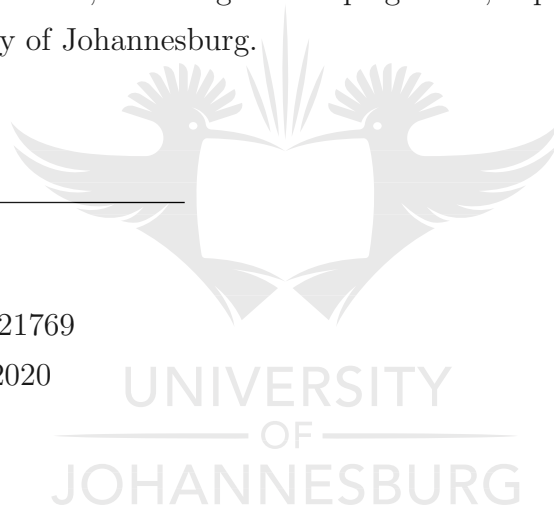 y of Johannesburg.
21769
2020
UNIVERSITY
OF
JOHANNESBURG